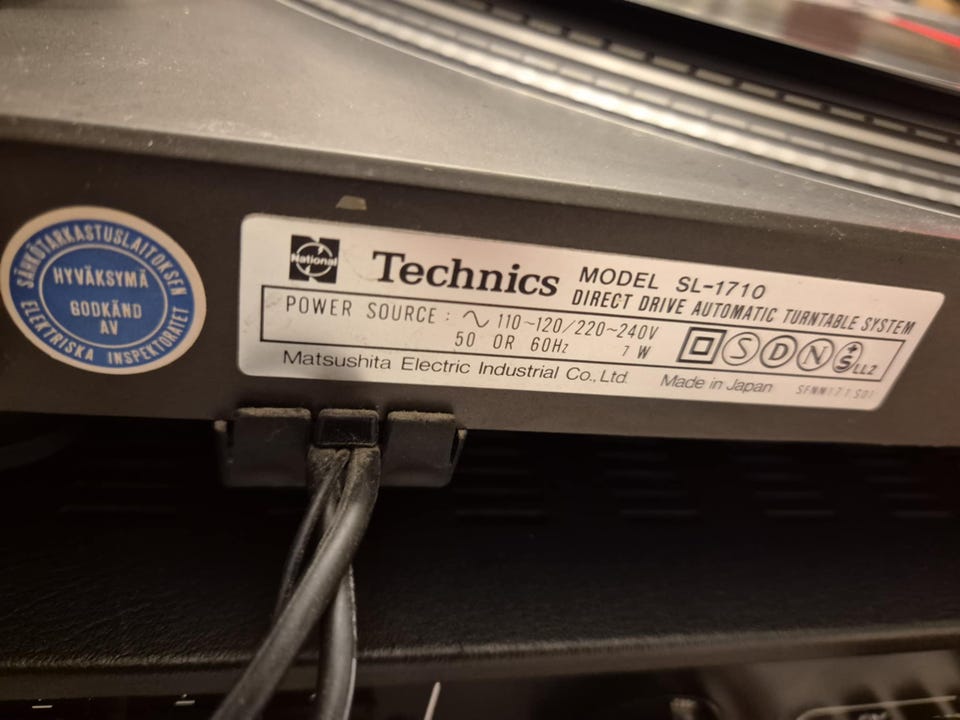 SÄHKÖTARKASTUSLAITOKSEN
HYVÄKSYMÄ
GODKÄND
AV
ELEKTRISKA INSPEKTORATET
National
Technics MODEL SL-1710
DIRECT DRIVE AUTOMATIC TURNTABLE SYSTEM
POWER SOURCE : ∿ 110~120/220~240V
50 OR 60Hz 7 W
S D N S LL2
Matsushita Electric Industrial Co., Ltd. Made in Japan